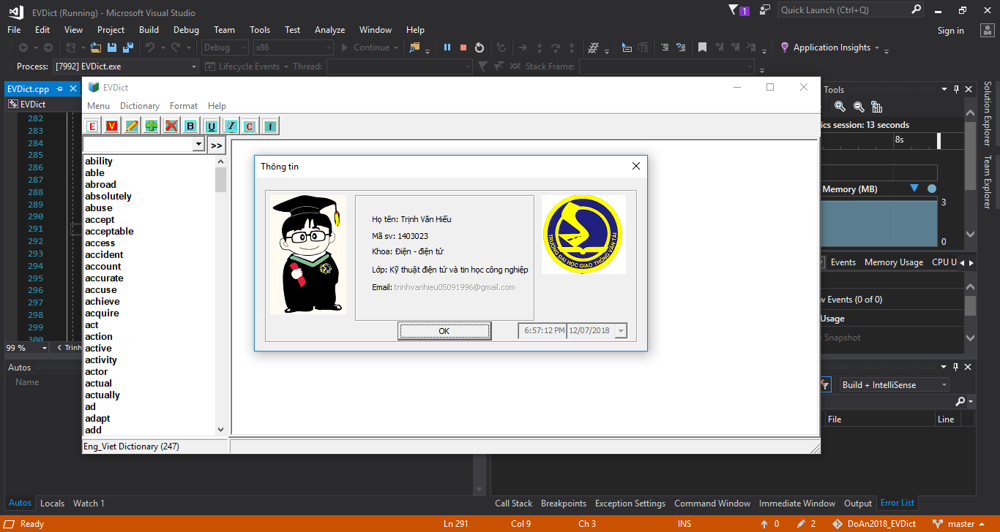 EVDict (Running) - Microsoft Visual Studio
1
Quick Launch (Ctrl+Q)
File Edit View Project Build Debug Team Tools Test Analyze Window Help
Sign in
Debug x86 Continue Application Insights
Process: [7992] EVDict.exe Lifecycle Events Thread: Stack Frame:
EVDict.cpp
EVDict
282
283
284
285
286
287
288
289
290
291
292
293
294
295
296
297
298
299
300
99 %
Trinh
EVDict
Menu Dictionary Format Help
E V B U I C f
>>
ability
able
abroad
absolutely
abuse
accept
acceptable
access
accident
account
accurate
accuse
achieve
acquire
act
action
active
activity
actor
actual
actually
ad
adapt
add
Eng_Viet Dictionary (247)
Thông tin
Họ tên: Trịnh Văn Hiếu
Mã sv: 1403023
Khoa: Điện - điện tử
Lớp: Kỹ thuật điện tử và tin học công nghiệp
Email: trinhvanhieu05091996@gmail.com
TRƯỜNG ĐẠI HỌC GIAO THÔNG VẬN TẢI
OK
6:57:12 PM 12/07/2018
Tools
ics session: 13 seconds
8s
Memory (MB)
3
0
Events Memory Usage CPU U
w Events (0 of 0)
Usage
Snapshot
Solution Explorer
Team Explorer
Autos
Name
Build + IntelliSense
File Line
Autos Locals Watch 1
Call Stack Breakpoints Exception Settings Command Window Immediate Window Output Error List
Ready Ln 291 Col 9 Ch 3 INS 0 2 DoAn2018_EVDict master